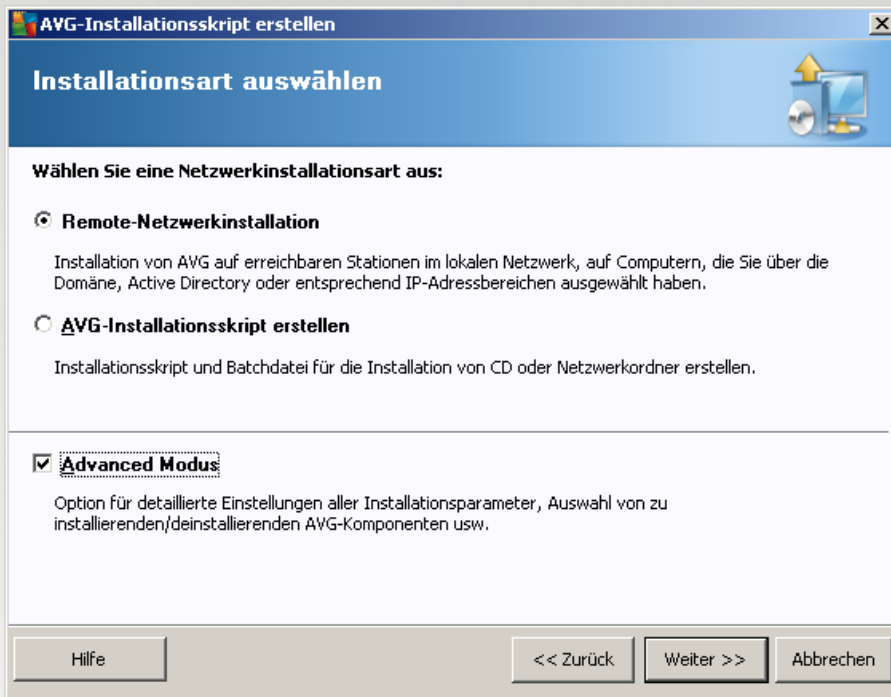 AVG-Installationsskript erstellen
Installationsart auswählen
Wählen Sie eine Netzwerkinstallationsart aus:
Remote-Netzwerkinstallation
Installation von AVG auf erreichbaren Stationen im lokalen Netzwerk, auf Computern, die Sie über die
Domäne, Active Directory oder entsprechend IP-Adressbereichen ausgewählt haben.
AVG-Installationsskript erstellen
Installationsskript und Batchdatei für die Installation von CD oder Netzwerkordner erstellen.
Advanced Modus
Option für detaillierte Einstellungen aller Installationsparameter, Auswahl von zu
installierenden/deinstallierenden AVG-Komponenten usw.
Hilfe
<< Zurück
Weiter >>
Abbrechen